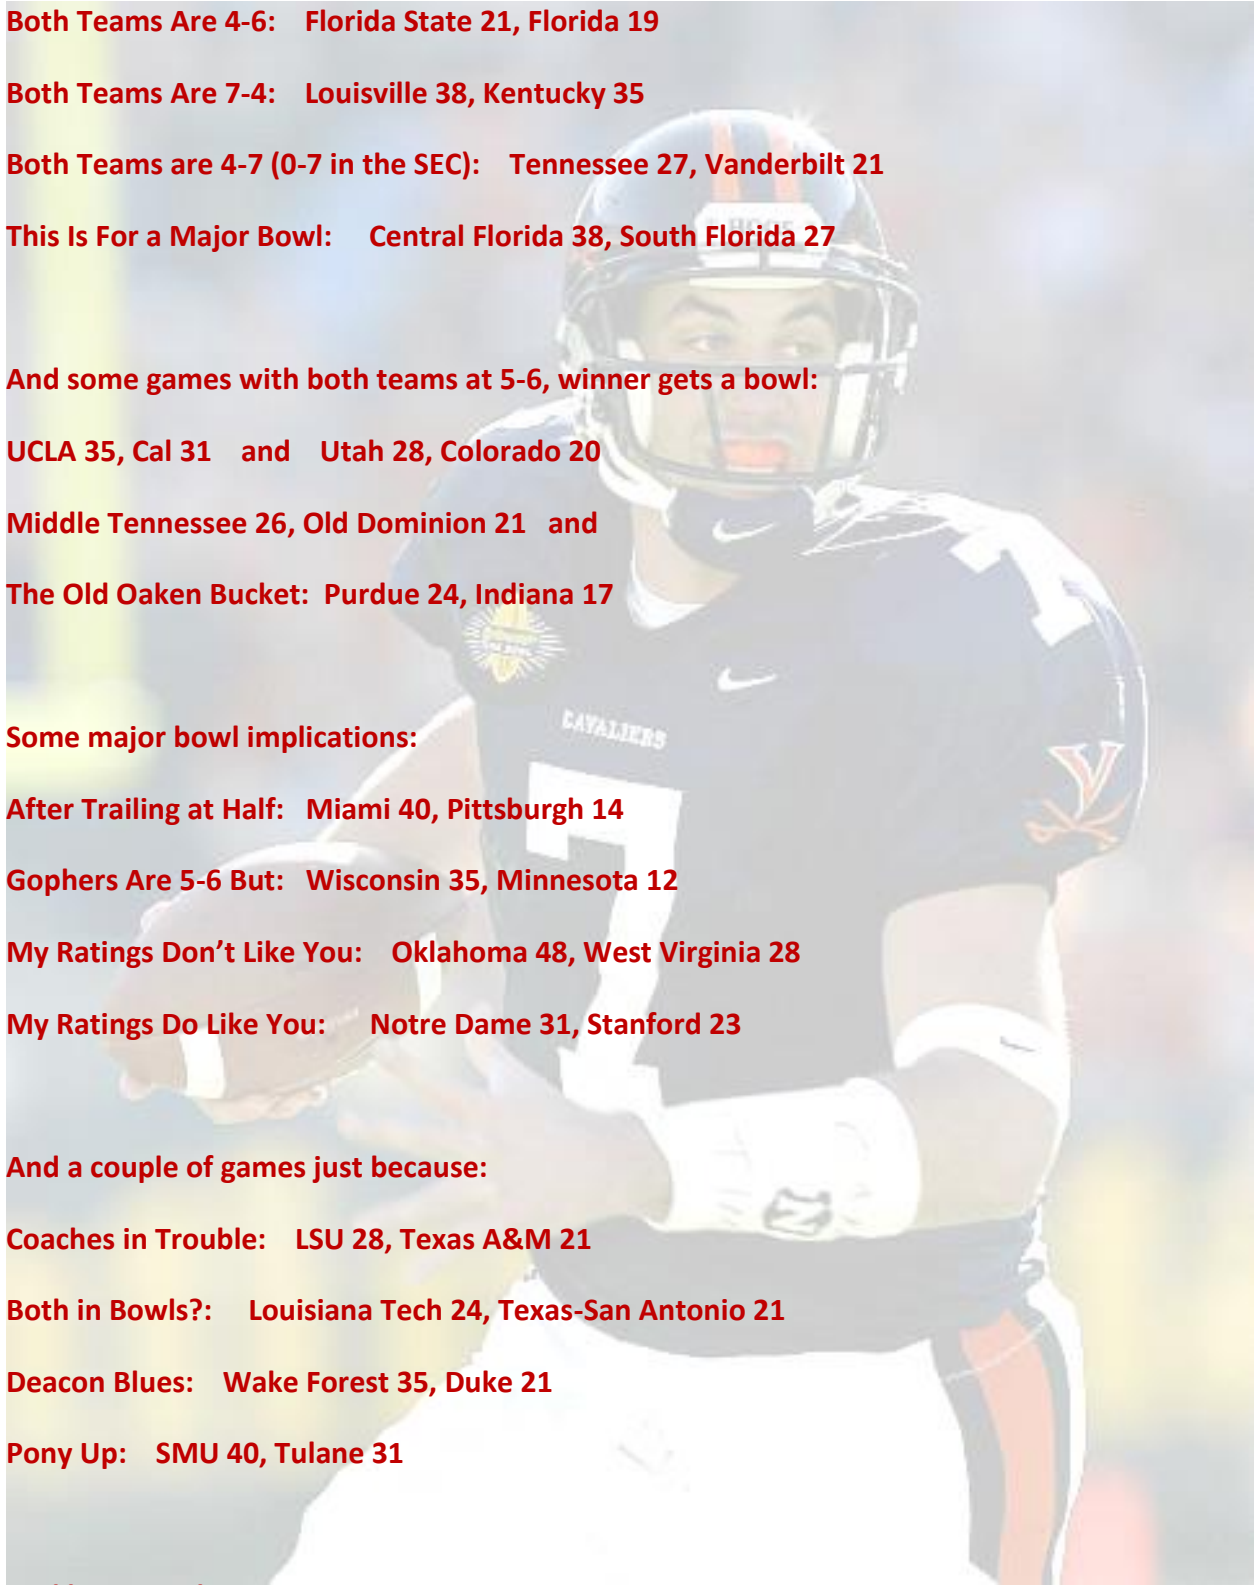 Both Teams Are 4-6: Florida State 21, Florida 19
Both Teams Are 7-4: Louisville 38, Kentucky 35
Both Teams are 4-7 (0-7 in the SEC): Tennessee 27, Vanderbilt 21
This Is For a Major Bowl: Central Florida 38, South Florida 27
And some games with both teams at 5-6, winner gets a bowl:
UCLA 35, Cal 31 and Utah 28, Colorado 20
Middle Tennessee 26, Old Dominion 21 and
The Old Oaken Bucket: Purdue 24, Indiana 17
CAVALIERS
7
Some major bowl implications:
After Trailing at Half: Miami 40, Pittsburgh 14
Gophers Are 5-6 But: Wisconsin 35, Minnesota 12
My Ratings Don’t Like You: Oklahoma 48, West Virginia 28
My Ratings Do Like You: Notre Dame 31, Stanford 23
And a couple of games just because:
Coaches in Trouble: LSU 28, Texas A&M 21
Both in Bowls?: Louisiana Tech 24, Texas-San Antonio 21
Deacon Blues: Wake Forest 35, Duke 21
Pony Up: SMU 40, Tulane 31